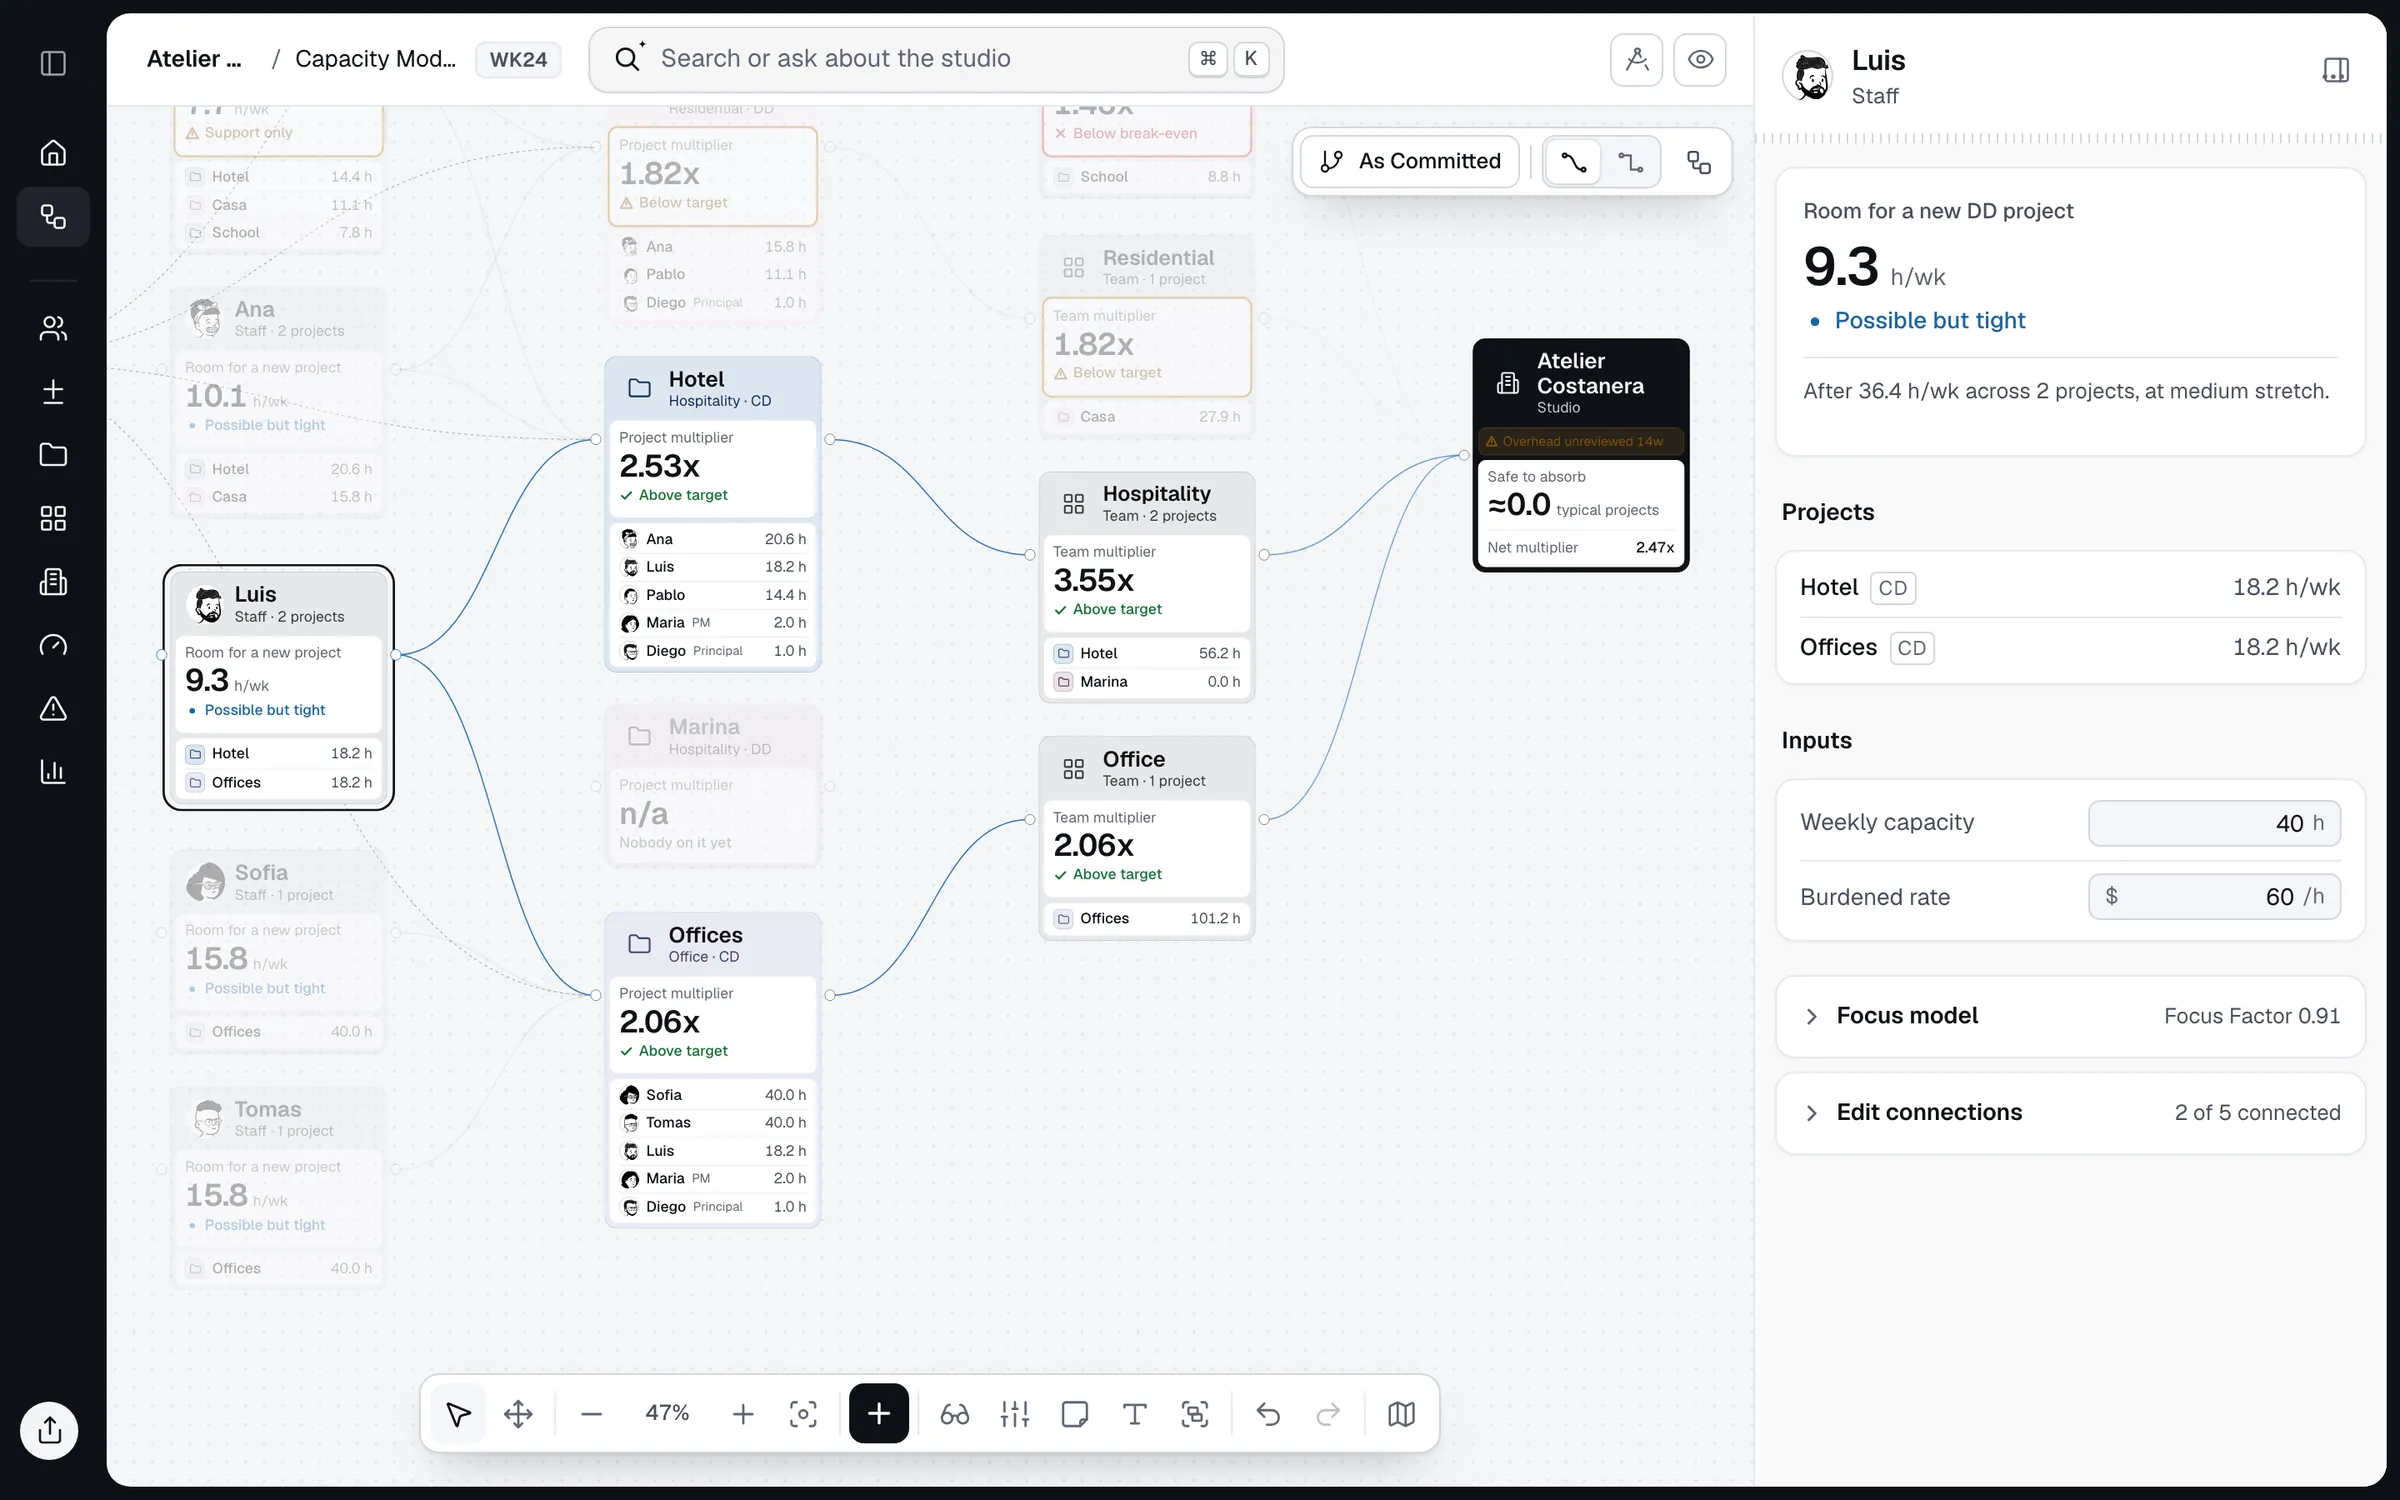 Atelier ...
/
Capacity Mod...
WK24
Search or ask about the studio
⌘
K
h/wk
Support only
Hotel 14.4 h
Casa 11.1 h
School 7.8 h
Ana
Staff · 2 projects
Room for a new project
10.1 h/wk
Possible but tight
Hotel 20.6 h
Casa 15.8 h
Luis
Staff · 2 projects
Room for a new project
9.3 h/wk
Possible but tight
Hotel 18.2 h
Offices 18.2 h
Sofia
Staff · 1 project
Room for a new project
15.8 h/wk
Possible but tight
Offices 40.0 h
Tomas
Staff · 1 project
Room for a new project
15.8 h/wk
Possible but tight
Offices 40.0 h
Residential · DD
Project multiplier
1.82x
Below target
Ana 15.8 h
Pablo 11.1 h
Diego Principal 1.0 h
Hotel
Hospitality · CD
Project multiplier
2.53x
Above target
Ana 20.6 h
Luis 18.2 h
Pablo 14.4 h
Maria PM 2.0 h
Diego Principal 1.0 h
Marina
Hospitality · DD
Project multiplier
n/a
Nobody on it yet
Offices
Office · CD
Project multiplier
2.06x
Above target
Sofia 40.0 h
Tomas 40.0 h
Luis 18.2 h
Maria PM 2.0 h
Diego Principal 1.0 h
Below break-even
School 8.8 h
Residential
Team · 1 project
Team multiplier
1.82x
Below target
Casa 27.9 h
Hospitality
Team · 2 projects
Team multiplier
3.55x
Above target
Hotel 56.2 h
Marina 0.0 h
Office
Team · 1 project
Team multiplier
2.06x
Above target
Offices 101.2 h
As Committed
Atelier
Costanera
Studio
Overhead unreviewed 14w
Safe to absorb
≈0.0 typical projects
Net multiplier 2.47x
47%
Luis
Staff
Room for a new DD project
9.3 h/wk
Possible but tight
After 36.4 h/wk across 2 projects, at medium stretch.
Projects
Hotel CD 18.2 h/wk
Offices CD 18.2 h/wk
Inputs
Weekly capacity 40 h
Burdened rate $ 60 /h
Focus model Focus Factor 0.91
Edit connections 2 of 5 connected